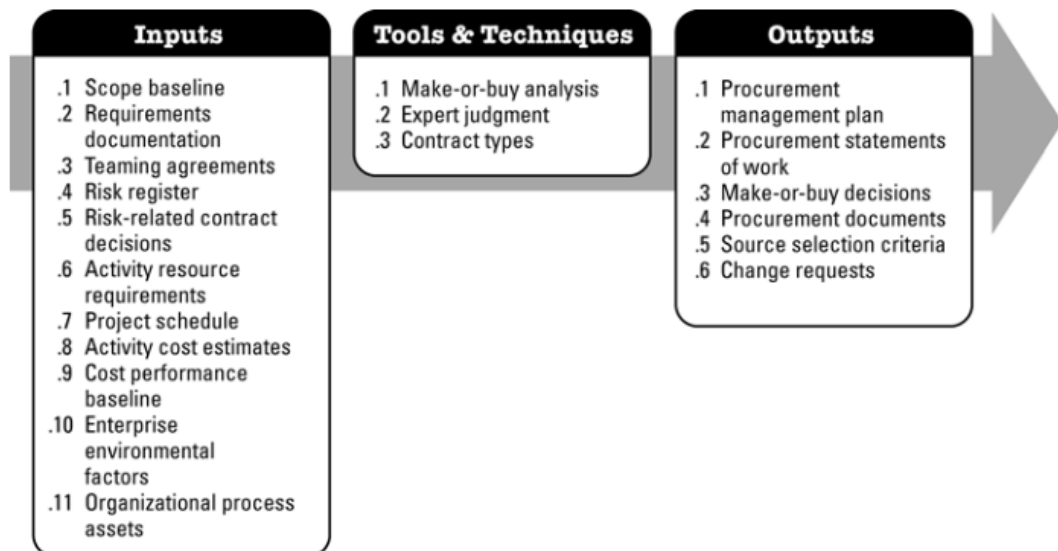 Inputs
.1 Scope baseline
.2 Requirements
documentation
.3 Teaming agreements
.4 Risk register
.5 Risk-related contract
decisions
.6 Activity resource
requirements
.7 Project schedule
.8 Activity cost estimates
.9 Cost performance
baseline
.10 Enterprise
environmental
factors
.11 Organizational process
assets
Tools & Techniques
.1 Make-or-buy analysis
.2 Expert judgment
.3 Contract types
Outputs
.1 Procurement
management plan
.2 Procurement statements
of work
.3 Make-or-buy decisions
.4 Procurement documents
.5 Source selection criteria
.6 Change requests